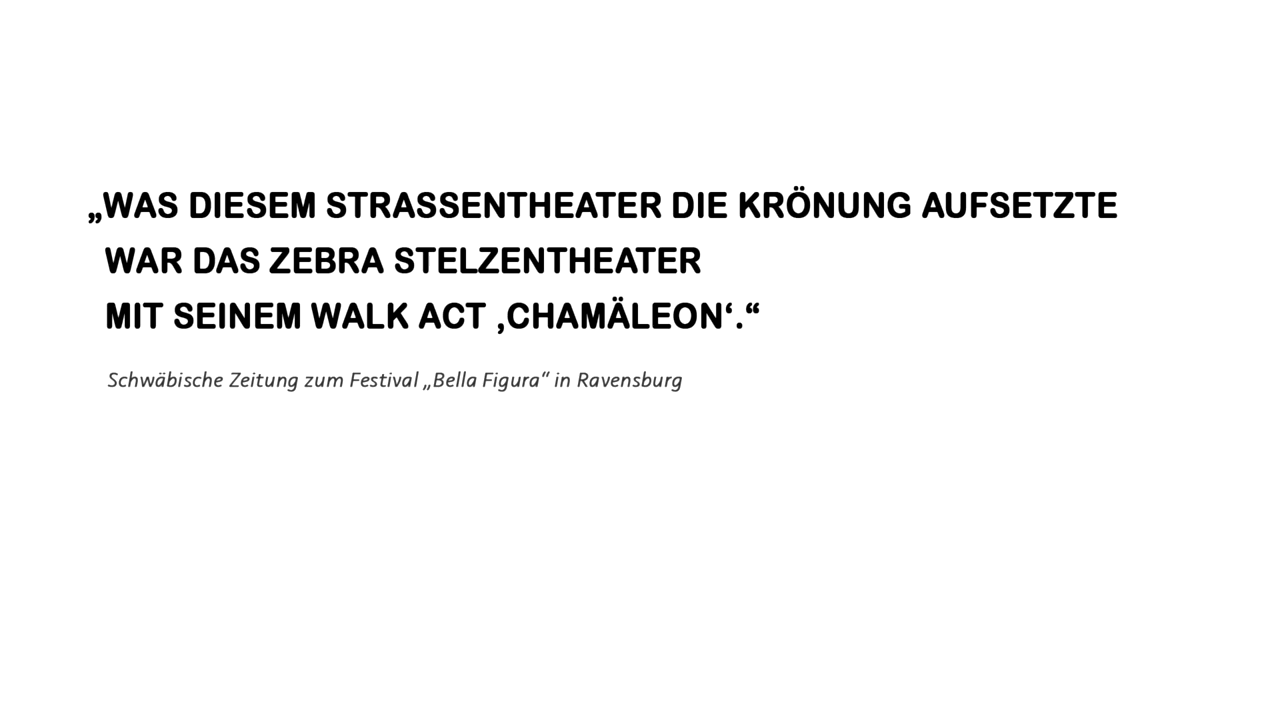 „WAS DIESEM STRASSENTHEATER DIE KRÖNUNG AUFSETZTE
WAR DAS ZEBRA STELZENTHEATER
MIT SEINEM WALK ACT ‚CHAMÄLEON‘.“
Schwäbische Zeitung zum Festival „Bella Figura“ in Ravensburg